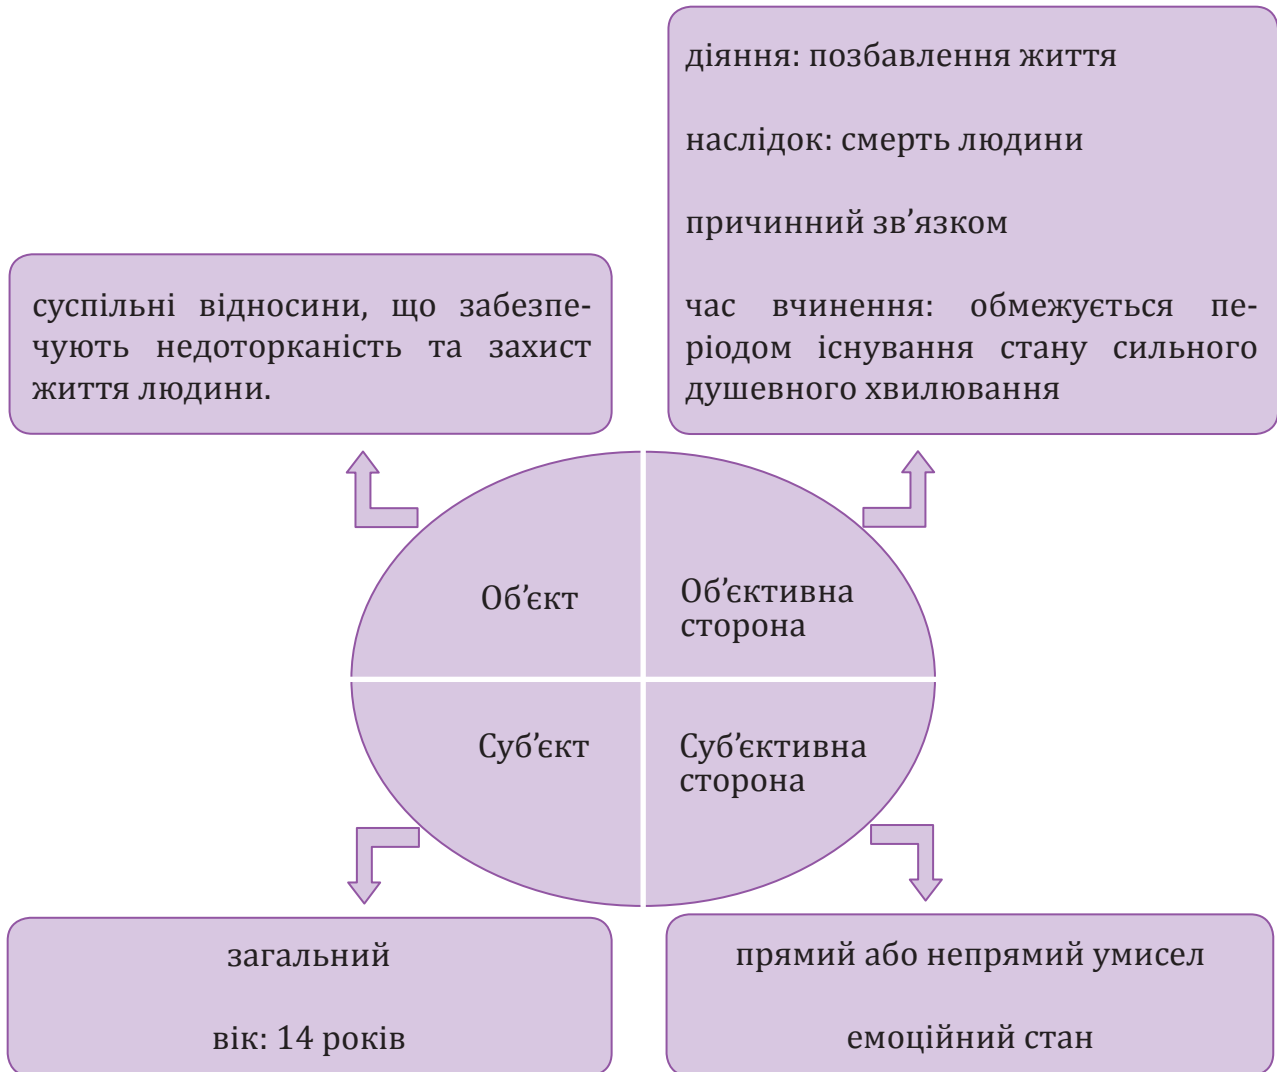 діяння: позбавлення життя
наслідок: смерть людини
причинний зв’язком
час вчинення: обмежується пе-
ріодом існування стану сильного
душевного хвилювання
суспільні відносини, що забезпе-
чують недоторканість та захист
життя людини.
Об’єкт
Об’єктивна
сторона
Суб’єкт
Суб’єктивна
сторона
загальний
вік: 14 років
прямий або непрямий умисел
емоційний стан